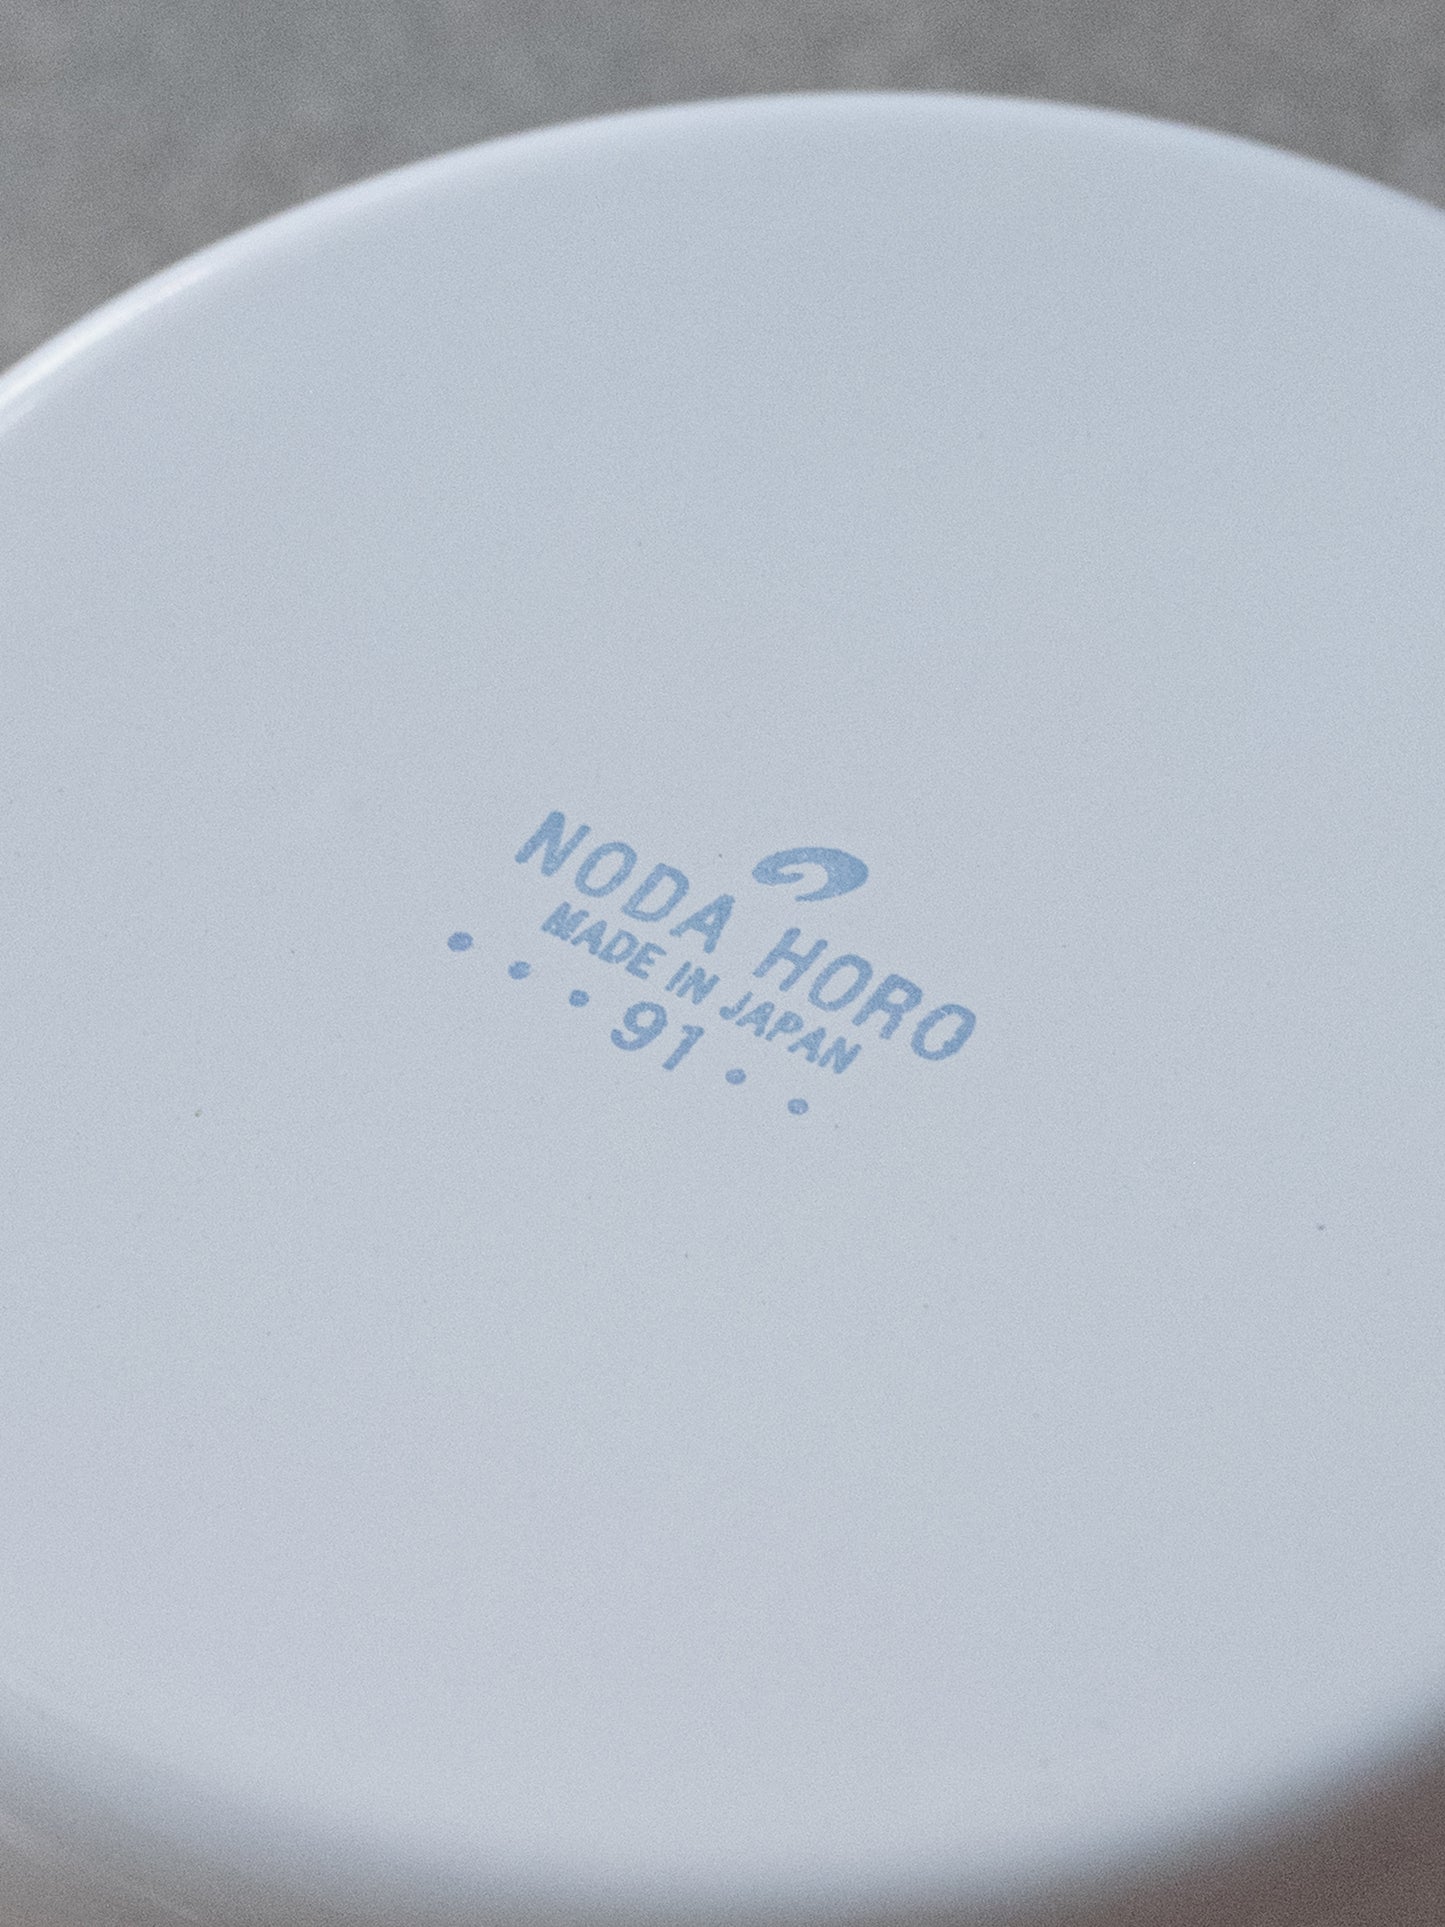 NODA HORO
MADE IN JAPAN
• • • 91 • •